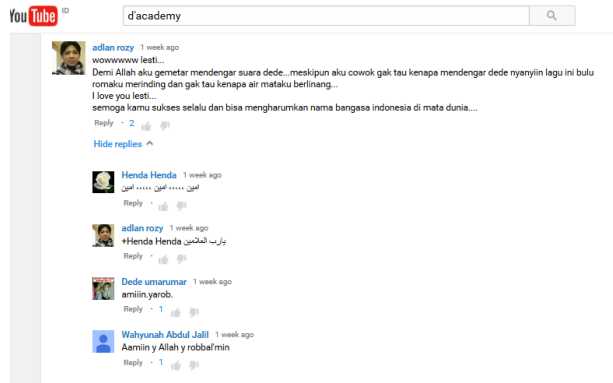 You Tube ID
d'academy
adlan rozy 1 week ago
wowwwww lesti...
Demi Allah aku gemetar mendengar suara dede...meskipun aku cowok gak tau kenapa mendengar dede nyanyiin lagu ini bulu
romaku merinding dan gak tau kenapa air mataku berlinang...
I love you lesti...
semoga kamu sukses selalu dan bisa mengharumkan nama bangasa indonesia di mata dunia....
Reply · 2
Hide replies
Henda Henda 1 week ago
امين ،،،،، امين ،،،،، امين
Reply ·
adlan rozy 1 week ago
+Henda Henda يارب العلامين
Reply ·
Dede umarumar 1 week ago
amiiin.yarob.
Reply · 1
Wahyunah Abdul Jalil 1 week ago
Aamiin y Allah y robbal'min
Reply · 1